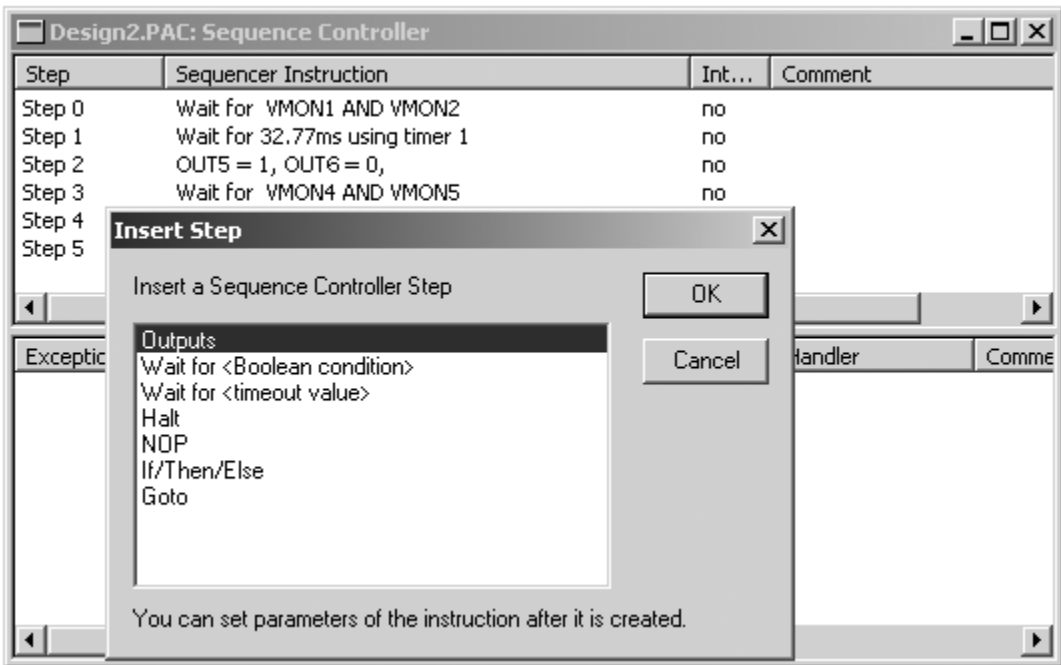 Design2.PAC: Sequence Controller
Step Sequencer Instruction Int... Comment
Step 0 Wait for VMON1 AND VMON2 no
Step 1 Wait for 32.77ms using timer 1 no
Step 2 OUT5 = 1, OUT6 = 0, no
Step 3 Wait for VMON4 AND VMON5 no
Step 4
Step 5
Insert Step
Insert a Sequence Controller Step
OK
Cancel
Outputs
Wait for <Boolean condition>
Wait for <timeout value>
Halt
NOP
If/Then/Else
Goto
You can set parameters of the instruction after it is created.
Exceptic Handler Comme